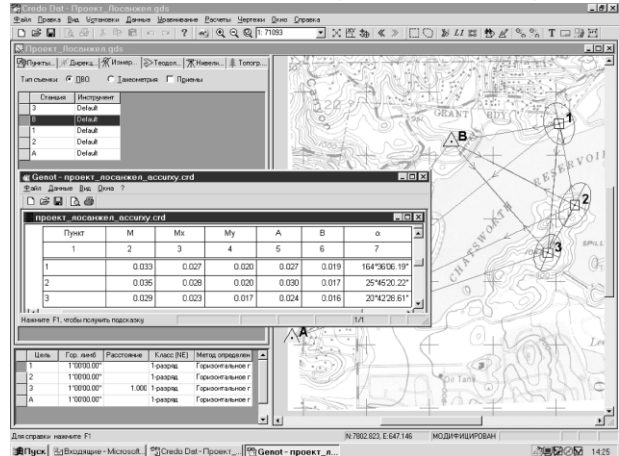 Credo Dat - Проект_Лосанжел.gds
Файл Правка Вид Установки Данные Уравнивание Расчеты Чертежи Окно Справка
1: 71093
Проект_Лосанжел.gds
Пункты... Дирекц... Измер... Теодол... Нивели... Топогр...
Тип съемки ПВО Тахеометрия Приемы
Станция Инструмент
3 Default
B Default
1 Default
2 Default
A Default
GRANT
B
1
RESERVOI
2
CHATSWORTH
3
A
Genot - проект_лосанжел_accurxy.crd
Файл Данные Вид Окно ?
проект_лосанжел_accurxy.crd
Пункт M Mx My A B α
1 2 3 4 5 6 7
1 0.033 0.027 0.020 0.027 0.019 164°36'06.19"
2 0.035 0.028 0.020 0.030 0.017 25°45'20.22"
3 0.029 0.023 0.017 0.024 0.016 20°42'28.61"
Нажмите F1, чтобы получить подсказку 1/1
Цель Гор. лимб Расстояние Класс (NE) Метод определен
1 1°00'00.00" 1-разряд Горизонтальное г
2 1°00'00.00" 1-разряд Горизонтальное г
3 1°00'00.00" 1.000 1-разряд Горизонтальное г
A 1°00'00.00" 1-разряд Горизонтальное г
Для справки нажмите F1 N:7802.823, E:647.146 МОДИФИЦИРОВАН
Пуск Входящие - Microsoft... Credo Dat - Проект_... Genot - проект_л... 14:25